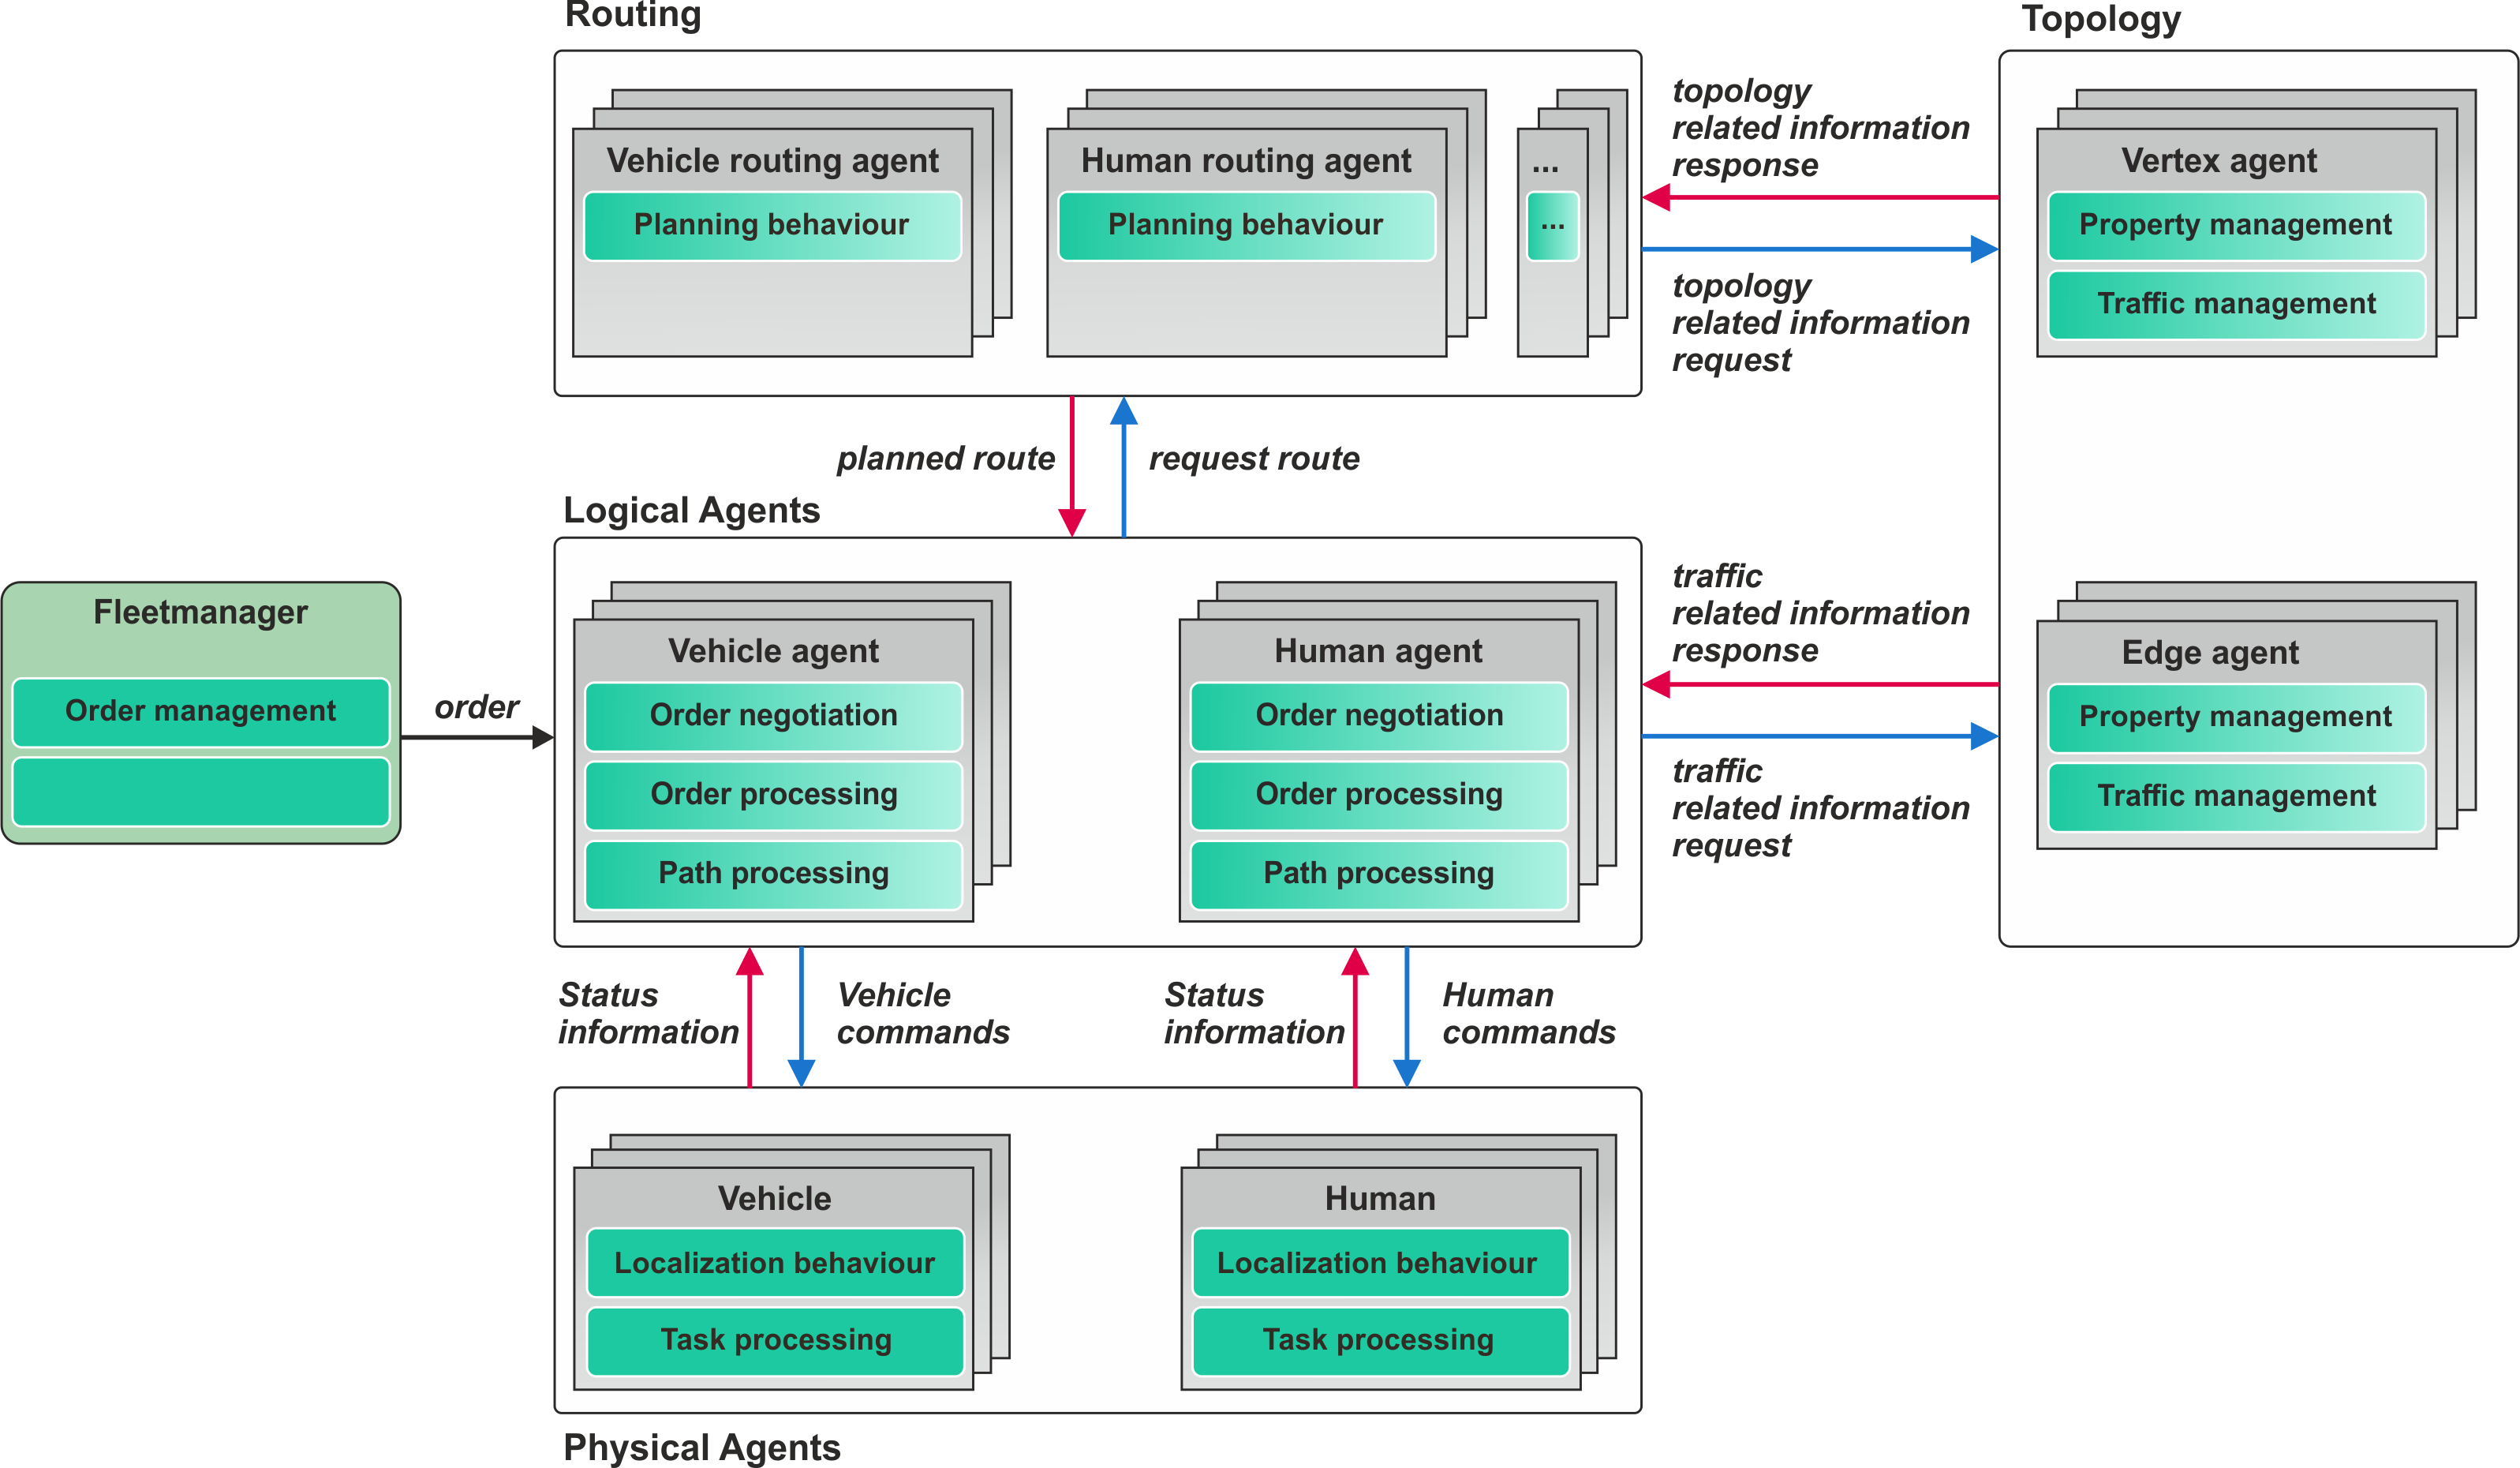 Routing
Topology
Vehicle routing agent
Planning behaviour
Human routing agent
Planning behaviour
...
...
topology
related information
response
topology
related information
request
Vertex agent
Property management
Traffic management
planned route
request route
Logical Agents
Fleetmanager
Order management
order
Vehicle agent
Order negotiation
Order processing
Path processing
Human agent
Order negotiation
Order processing
Path processing
traffic
related information
response
traffic
related information
request
Edge agent
Property management
Traffic management
Status
information
Vehicle
commands
Status
information
Human
commands
Vehicle
Localization behaviour
Task processing
Human
Localization behaviour
Task processing
Physical Agents